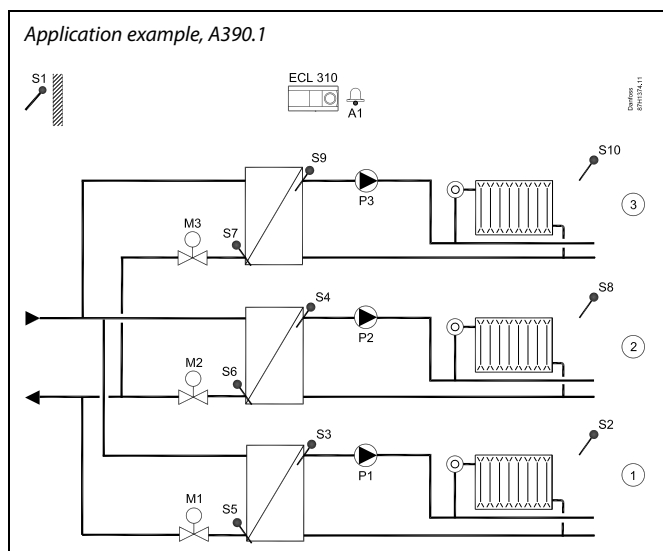 Application example, A390.1
S1
ECL 310
A1
Danfoss
87H1374.11
S9
S10
P3
3
M3
S7
S4
S8
P2
2
M2
S6
S3
S2
P1
1
M1
S5